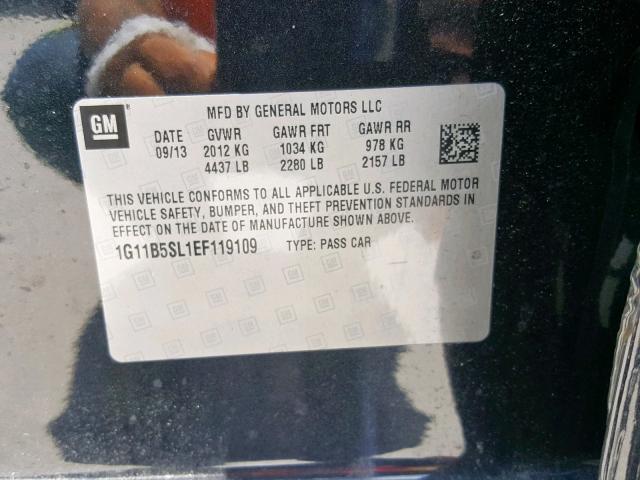 GM
MFD BY GENERAL MOTORS LLC
DATE GVWR GAWR FRT GAWR RR
09/13 2012 KG 1034 KG 978 KG
4437 LB 2280 LB 2157 LB
THIS VEHICLE CONFORMS TO ALL APPLICABLE U.S. FEDERAL MOTOR
VEHICLE SAFETY, BUMPER, AND THEFT PREVENTION STANDARDS IN
EFFECT ON THE DATE OF MANUFACTURE SHOWN ABOVE.
1G11B5SL1EF119109 TYPE: PASS CAR